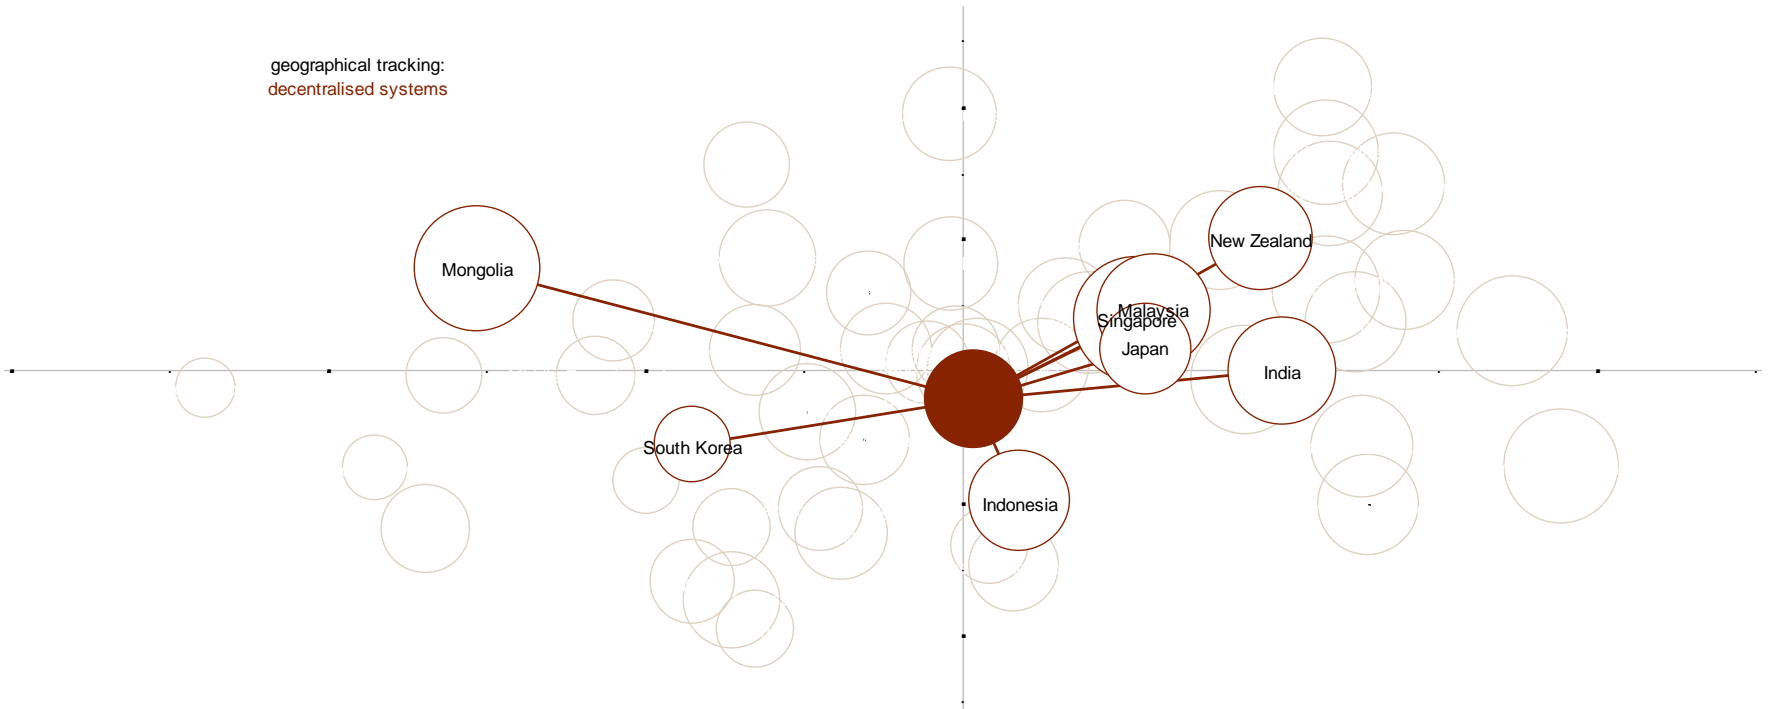 geographical tracking:
decentralised systems
New Zealand
Mongolia
Malaysia
Singapore
Japan
India
South Korea
Indonesia